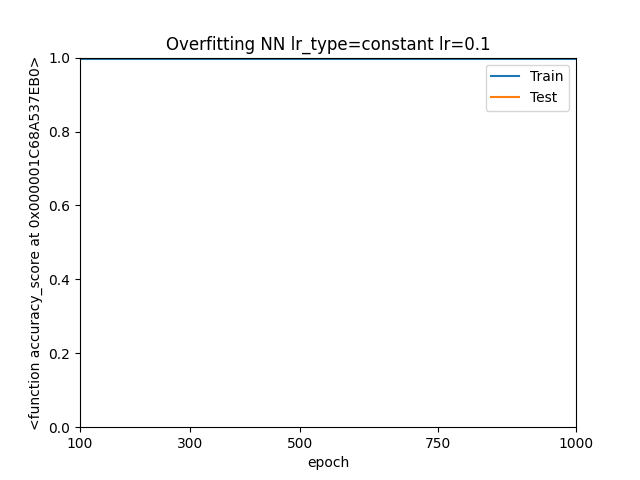 Overfitting NN lr_type=constant lr=0.1
Train
Test
<function accuracy_score at 0x000001C68A537EB0>
1.0
0.8
0.6
0.4
0.2
0.0
100 300 500 750 1000
epoch